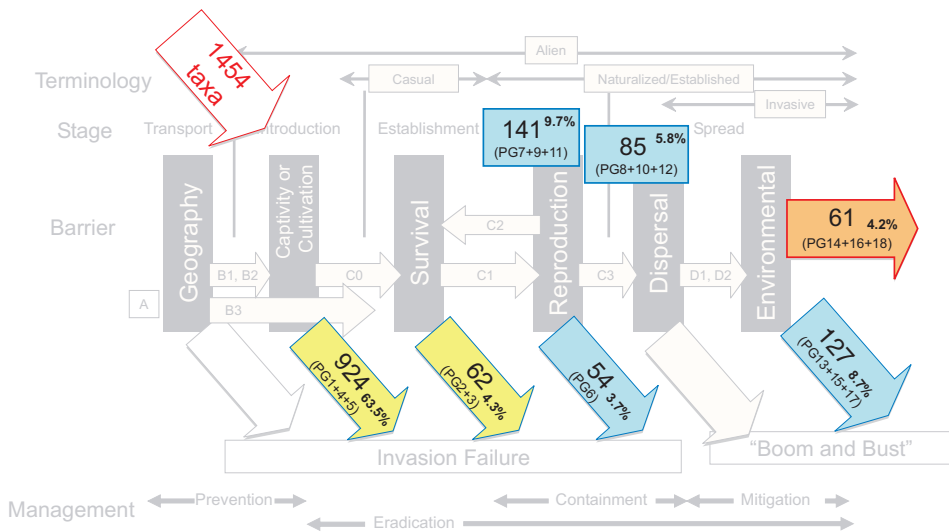 1454
taxa
Alien
Terminology
Casual
Naturalized/Established
Invasive
Stage
Transport
Introduction
Establishment
Spread
141 9.7%
(PG7+9+11)
85 5.8%
(PG8+10+12)
Barrier
Geography
Captivity or
Cultivation
Survival
Reproduction
Dispersal
Environmental
61 4.2%
(PG14+16+18)
C2
B1, B2
C0
C1
C3
D1, D2
A
B3
924 63.5%
(PG1+4+5)
62 4.3%
(PG2+3)
54 3.7%
(PG6)
127 8.7%
(PG13+15+17)
Invasion Failure
“Boom and Bust”
Management
Prevention
Containment
Mitigation
Eradication